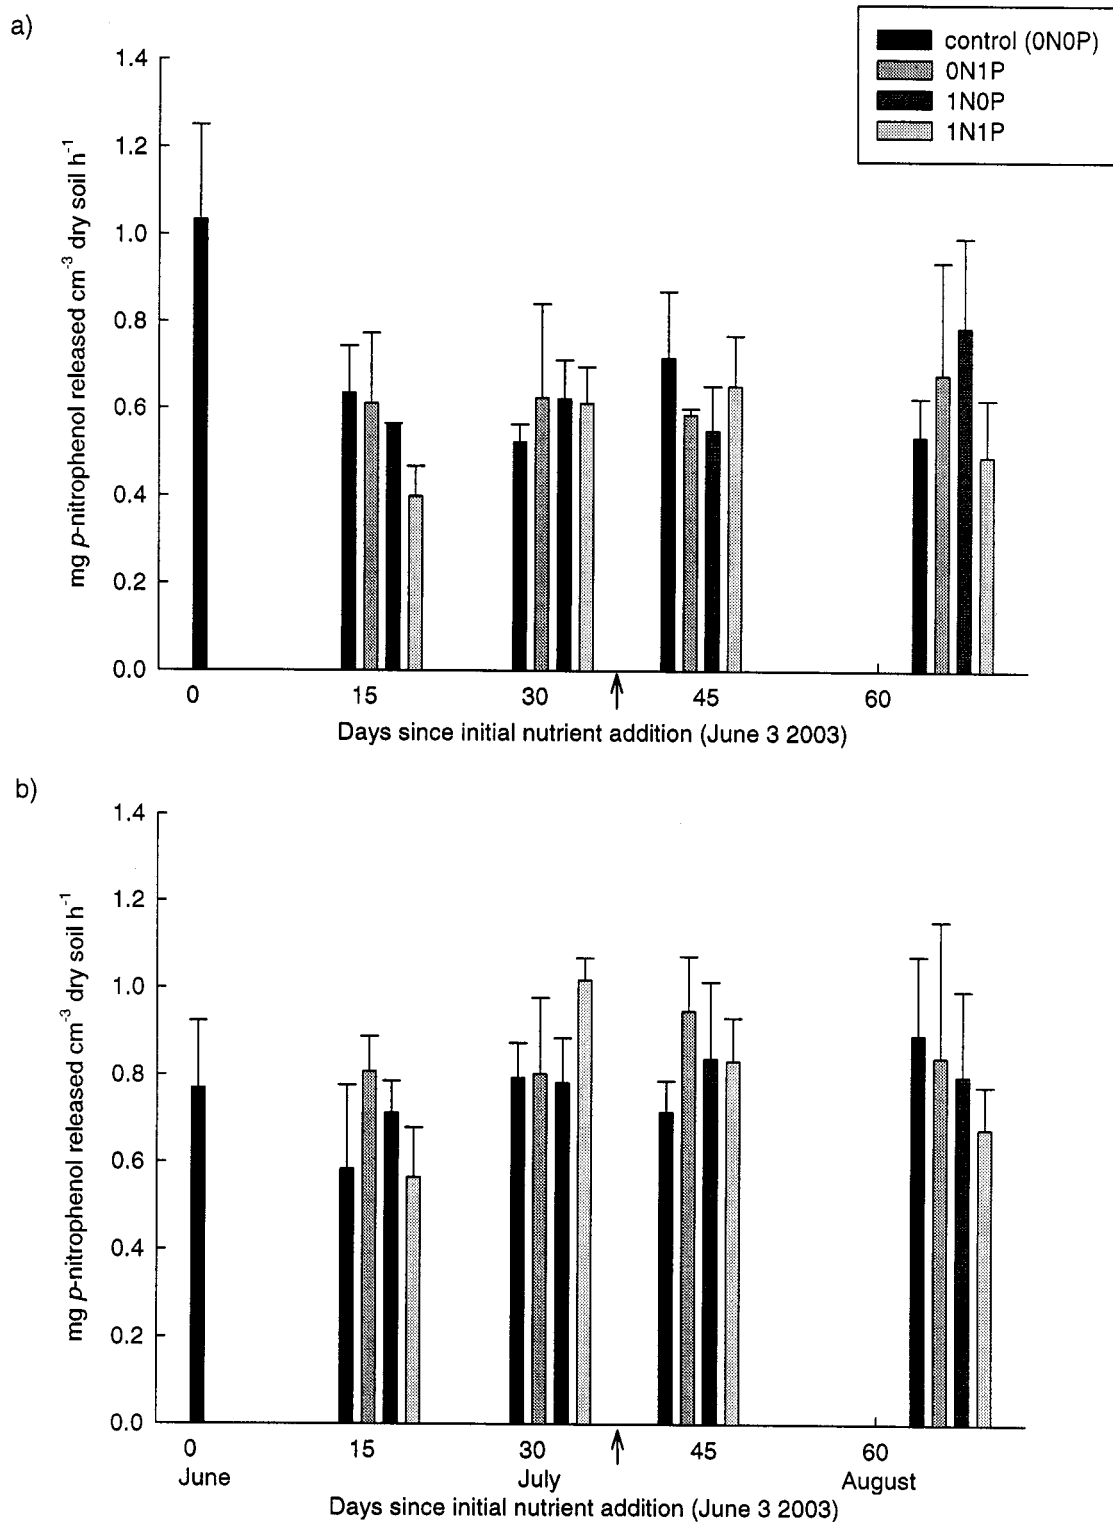 a)
control (0N0P)
0N1P
1N0P
1N1P
1.4
1.2
1.0
0.8
0.6
0.4
0.2
0.0
mg p-nitrophenol released cm⁻³ dry soil h⁻¹
0 15 30 45 60
Days since initial nutrient addition (June 3 2003)
b)
1.4
1.2
1.0
0.8
0.6
0.4
0.2
0.0
mg p-nitrophenol released cm⁻³ dry soil h⁻¹
0 15 30 45 60
June July August
Days since initial nutrient addition (June 3 2003)